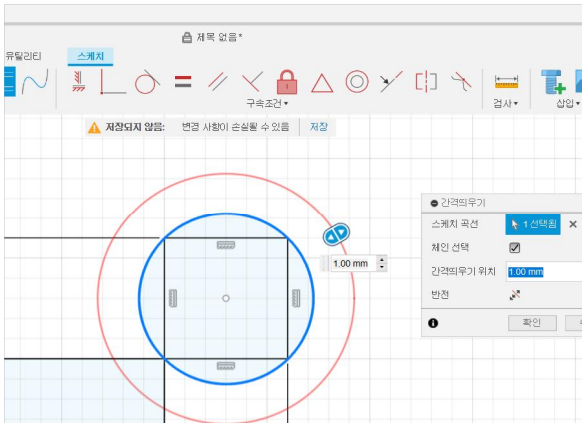 제목 없음*
유틸리티
스케치
구속조건▼
검사▼
삽입▼
저장되지 않음: 변경 사항이 손실될 수 있음 저장
간격띄우기
스케치 곡선 1 선택됨
체인 선택
1.00 mm
간격띄우기 위치 1.00 mm
반전
확인